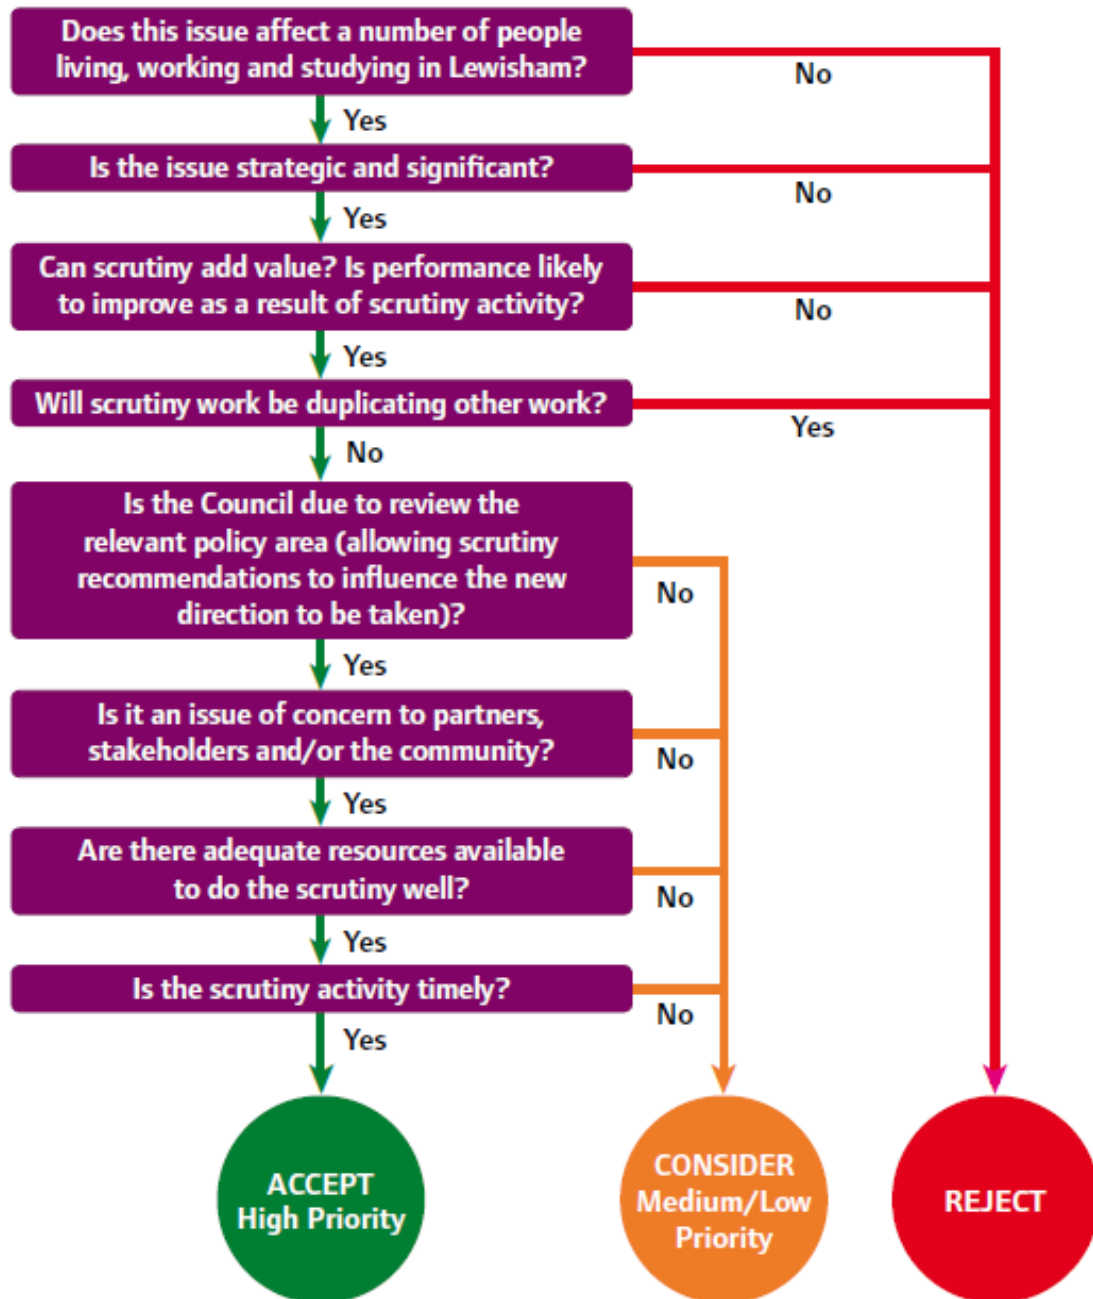 Does this issue affect a number of people
living, working and studying in Lewisham?
No
Yes
Is the issue strategic and significant?
No
Yes
Can scrutiny add value? Is performance likely
to improve as a result of scrutiny activity?
No
Yes
Will scrutiny work be duplicating other work?
Yes
No
Is the Council due to review the
relevant policy area (allowing scrutiny
recommendations to influence the new
direction to be taken)?
No
Yes
Is it an issue of concern to partners,
stakeholders and/or the community?
No
Yes
Are there adequate resources available
to do the scrutiny well?
No
Yes
Is the scrutiny activity timely?
No
Yes
ACCEPT
High Priority
CONSIDER
Medium/Low
Priority
REJECT